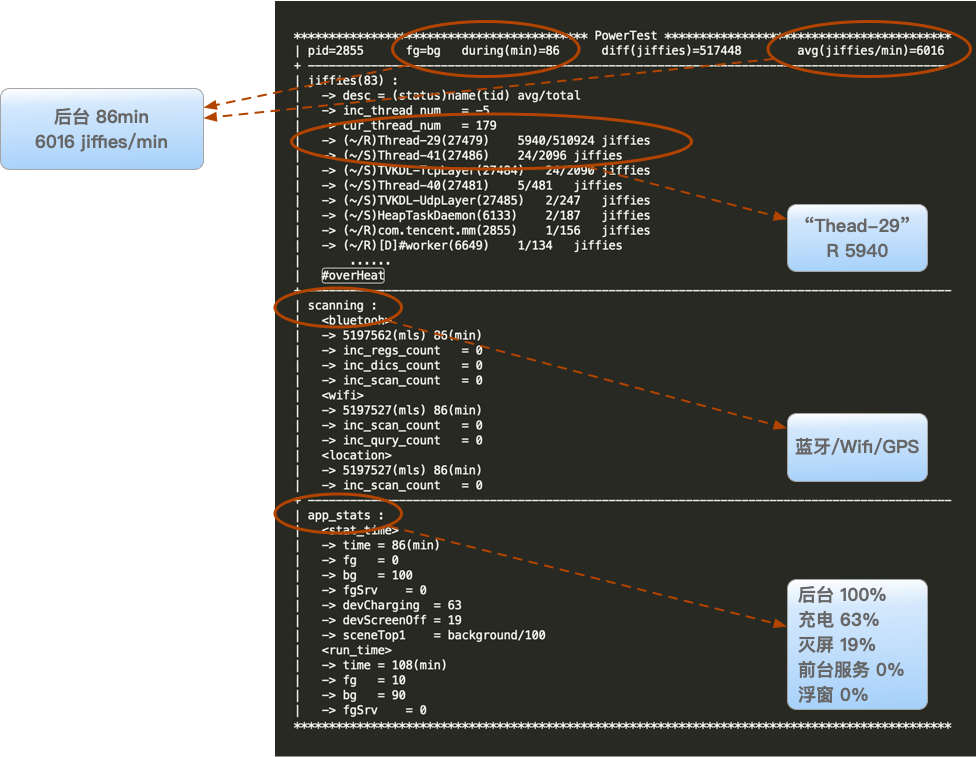 **************************************** PowerTest ****************************************
| pid=2855 fg=bg during(min)=86 diff(jiffies)=517448 avg(jiffies/min)=6016
| jiffies(83) :
| -> desc = (status)name(tid) avg/total
| -> inc_thread_num = -5
| -> cur_thread_num = 179
| -> (~/R)Thread-29(27479) 5940/510924 jiffies
| -> (~/S)Thread-41(27486) 24/2096 jiffies
| -> (~/S)TVKDL-TcpLayer(27484) 24/2090 jiffies
| -> (~/S)Thread-40(27481) 5/481 jiffies
| -> (~/S)TVKDL-UdpLayer(27485) 2/247 jiffies
| -> (~/S)HeapTaskDaemon(6133) 2/187 jiffies
| -> (~/R)com.tencent.mm(2855) 1/156 jiffies
| -> (~/R)[D]#worker(6649) 1/134 jiffies
| ......
| #overHeat
| scanning :
| <bluetooh>
| -> 5197562(mls) 86(min)
| -> inc_regs_count = 0
| -> inc_dics_count = 0
| -> inc_scan_count = 0
| <wifi>
| -> 5197527(mls) 86(min)
| -> inc_scan_count = 0
| -> inc_qury_count = 0
| <location>
| -> 5197527(mls) 86(min)
| -> inc_scan_count = 0
| app_stats :
| <stat_time>
| -> time = 86(min)
| -> fg = 0
| -> bg = 100
| -> fgSrv = 0
| -> devCharging = 63
| -> devScreenOff = 19
| -> sceneTop1 = background/100
| <run_time>
| -> time = 108(min)
| -> fg = 10
| -> bg = 90
| -> fgSrv = 0
后台 86min
6016 jiffies/min
“Thead-29”
R 5940
蓝牙/Wifi/GPS
后台 100%
充电 63%
灭屏 19%
前台服务 0%
浮窗 0%